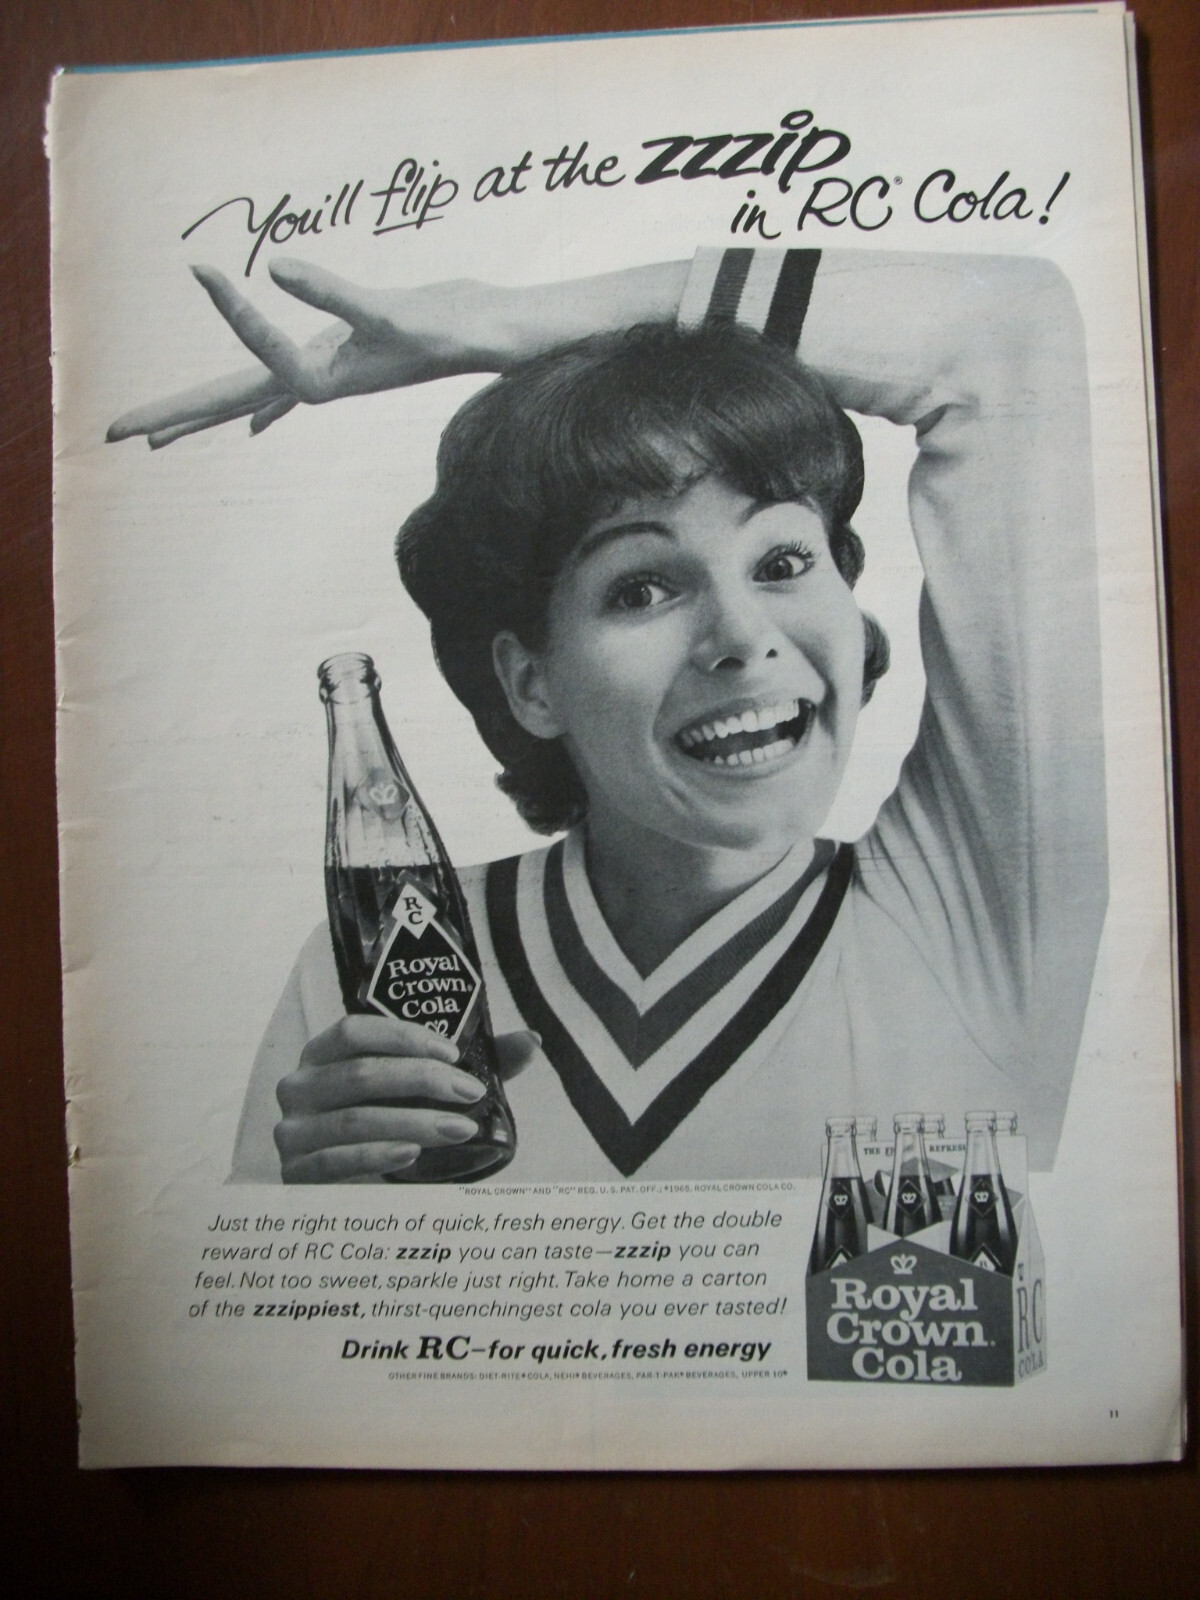 You'll flip at the zzzip
in RC® Cola!
R
C
Royal
Crown®
Cola
"ROYAL CROWN" AND "RC" REG. U. S. PAT. OFF.; ©1965, ROYAL CROWN COLA CO.
Just the right touch of quick, fresh energy. Get the double
reward of RC Cola: zzzip you can taste—zzzip you can
feel. Not too sweet, sparkle just right. Take home a carton
of the zzzippiest, thirst-quenchingest cola you ever tasted!
Drink RC—for quick, fresh energy
OTHER FINE BRANDS: DIET-RITE® COLA, NEHI® BEVERAGES, PAR-T-PAK® BEVERAGES, UPPER 10®
THE
REFRESH
Royal
Crown®
Cola
RC
COLA
11